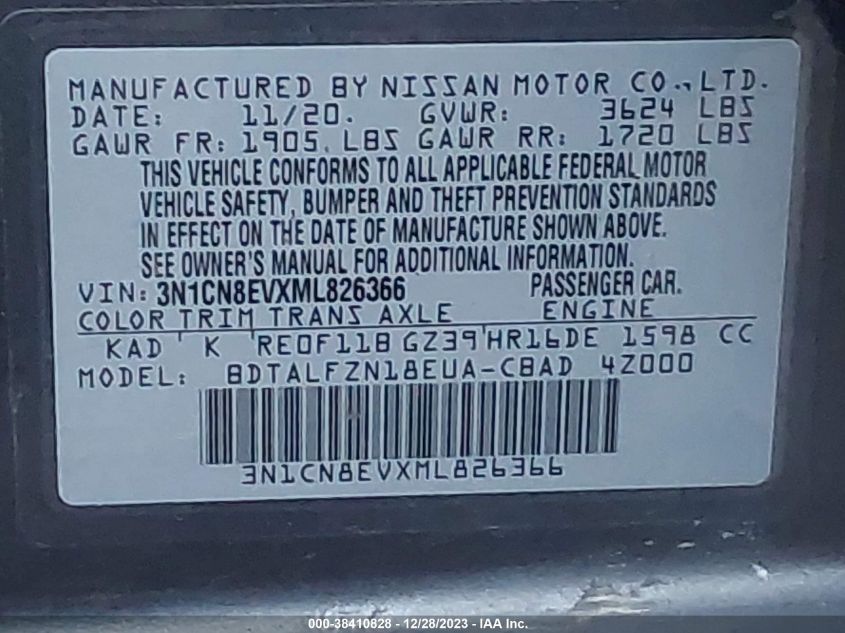 MANUFACTURED BY NISSAN MOTOR CO., LTD.
DATE: 11/20. GVWR: 3624 LBS
GAWR FR: 1905. LBS GAWR RR: 1720 LBS
THIS VEHICLE CONFORMS TO ALL APPLICABLE FEDERAL MOTOR
VEHICLE SAFETY, BUMPER AND THEFT PREVENTION STANDARDS
IN EFFECT ON THE DATE OF MANUFACTURE SHOWN ABOVE.
SEE OWNER'S MANUAL FOR ADDITIONAL INFORMATION.
VIN: 3N1CN8EVXML826366 PASSENGER CAR.
COLOR TRIM TRANS AXLE ENGINE
KAD K RE0F11B GZ39 HR16DE 1598 CC
MODEL: BDTALFZN18EUA-CBAD 4Z000
3N1CN8EVXML826366
000-38410828 - 12/28/2023 - IAA Inc.